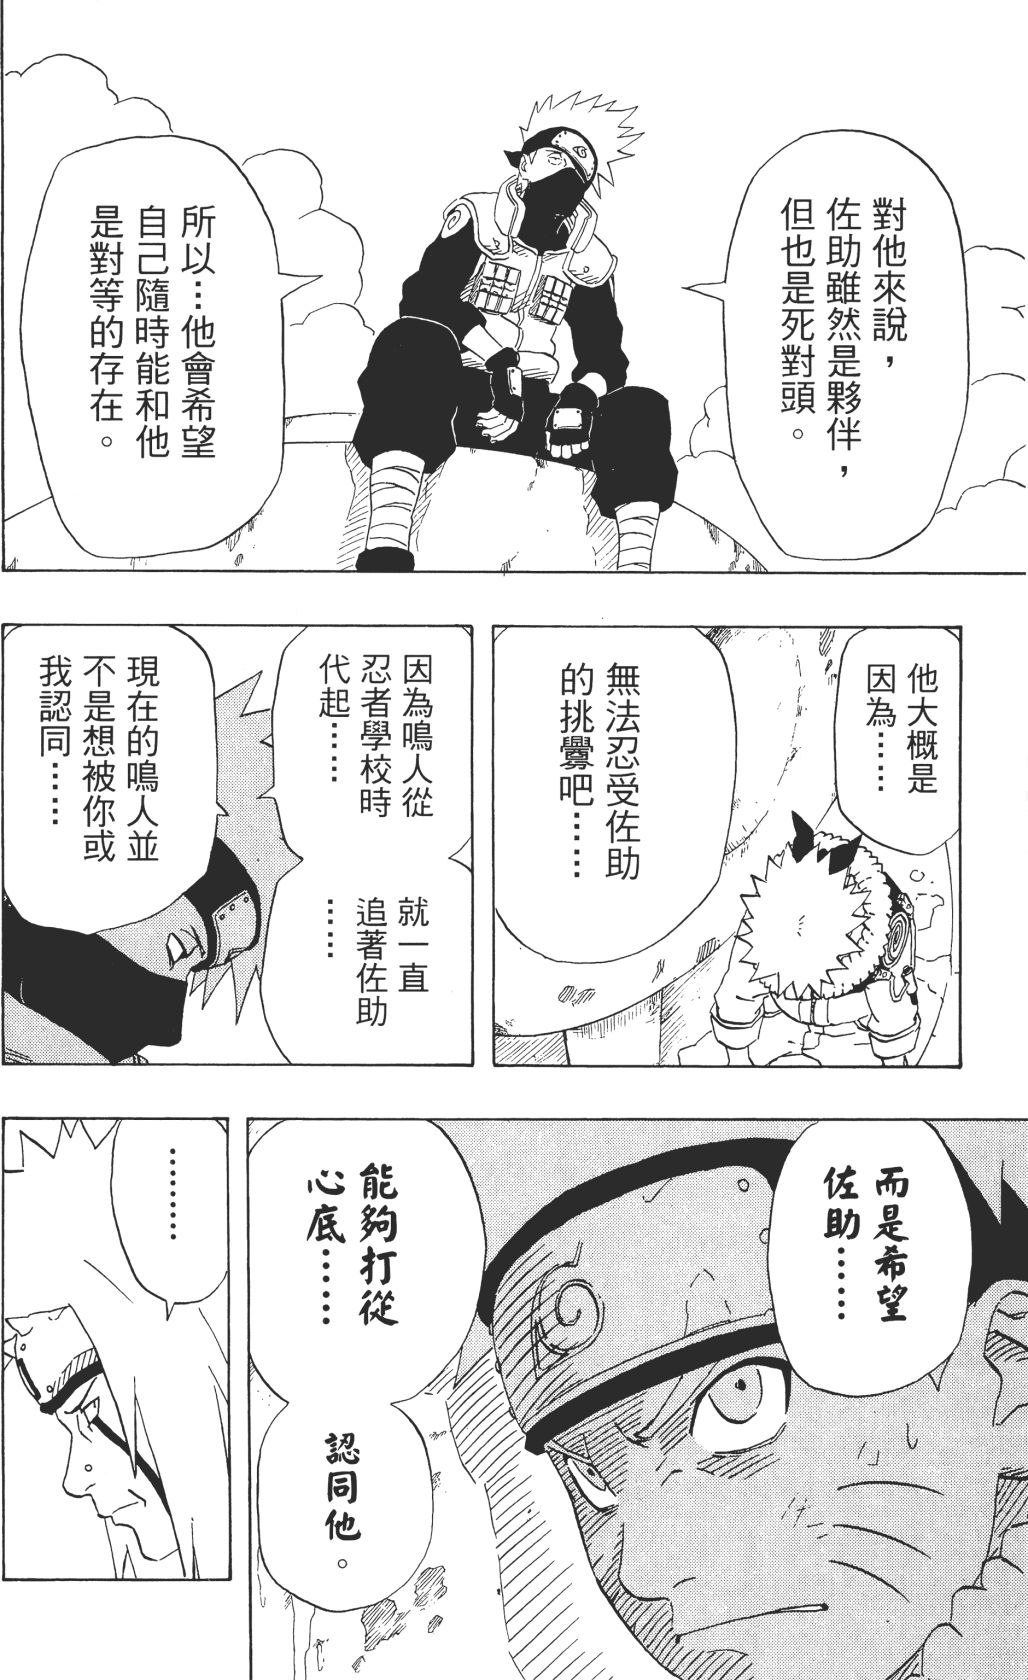 對他來說，
佐助雖然是夥伴，
但也是死對頭。
所以…他會希望
自己隨時能和他
是對等的存在。
他大概是
因為……
無法忍受佐助
的挑釁吧……
因為鳴人從
忍者學校時
代起……
就一直
追著佐助
……
現在的鳴人並
不是想被你或
我認同……
而是希望
佐助……
能夠打從
心底……
認同他。
………